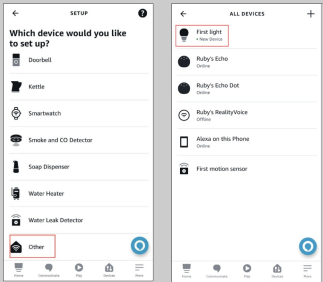 SETUP
?
Which device would you like
to set up?
Doorbell
Kettle
Smartwatch
Smoke and CO Detector
Soap Dispenser
Water Heater
Water Leak Detector
Other
Home
Communicate
Play
Devices
More
ALL DEVICES
First light
• New Device
Ruby's Echo
Online
Ruby's Echo Dot
Online
Ruby's RealityVoice
Offline
Alexa on this Phone
Online
First motion sensor
Home
Communicate
Play
Devices
More